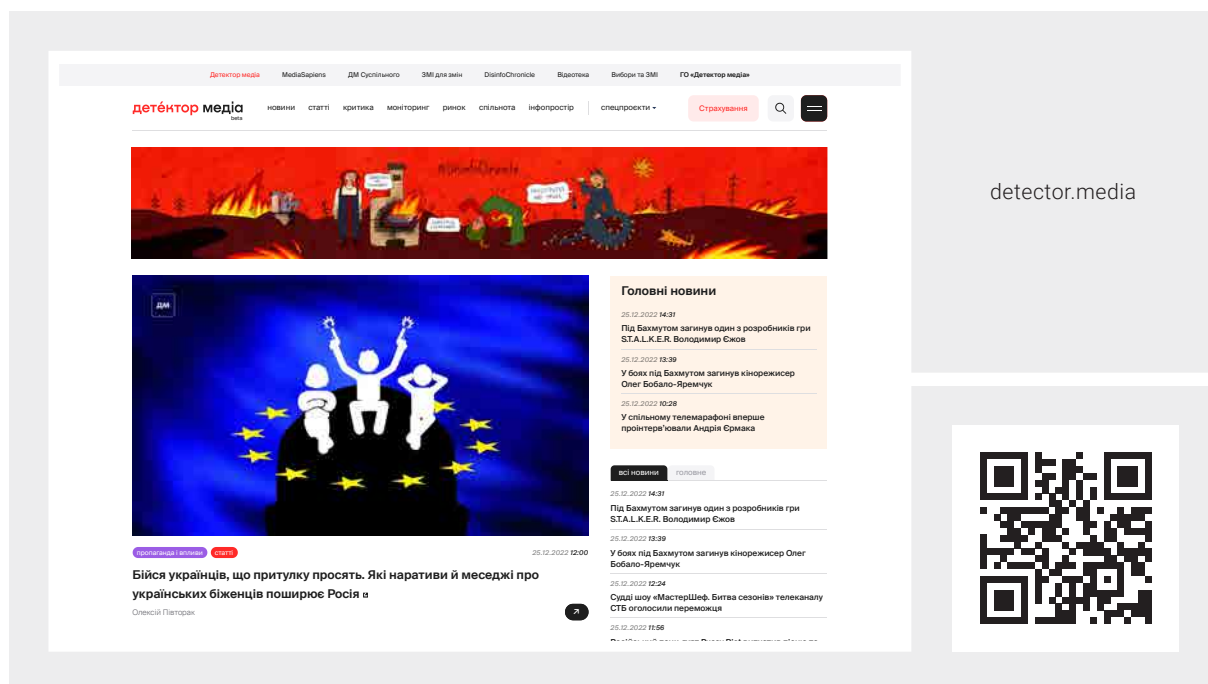 Детектор медіа MediaSapiens ДМ Суспільного ЗМІ для змін DisinfoChronicle Відеотека Вибори та ЗМІ ГО «Детектор медіа»
детéктор медіа
beta
новини статті критика моніторинг ринок спільнота інфопростір спецпроєкти Страхування
detector.media
ДМ
Головні новини
25.12.2022 14:31
Під Бахмутом загинув один з розробників гри
S.T.A.L.K.E.R. Володимир Єжов
25.12.2022 13:39
У боях під Бахмутом загинув кінорежисер
Олег Бобало-Яремчук
25.12.2022 10:28
У спільному телемарафоні вперше
проінтерв’ювали Андрія Єрмака
всі новини головне
25.12.2022 14:31
Під Бахмутом загинув один з розробників гри
S.T.A.L.K.E.R. Володимир Єжов
25.12.2022 13:39
У боях під Бахмутом загинув кінорежисер Олег
Бобало-Яремчук
25.12.2022 12:24
Судді шоу «МастерШеф. Битва сезонів» телеканалу
СТБ оголосили переможця
25.12.2022 11:56
пропаганда і впливи статті 25.12.2022 12:00
Бійся українців, що притулку просять. Які наративи й меседжі про
українських біженців поширює Росія
Олексій Півторак